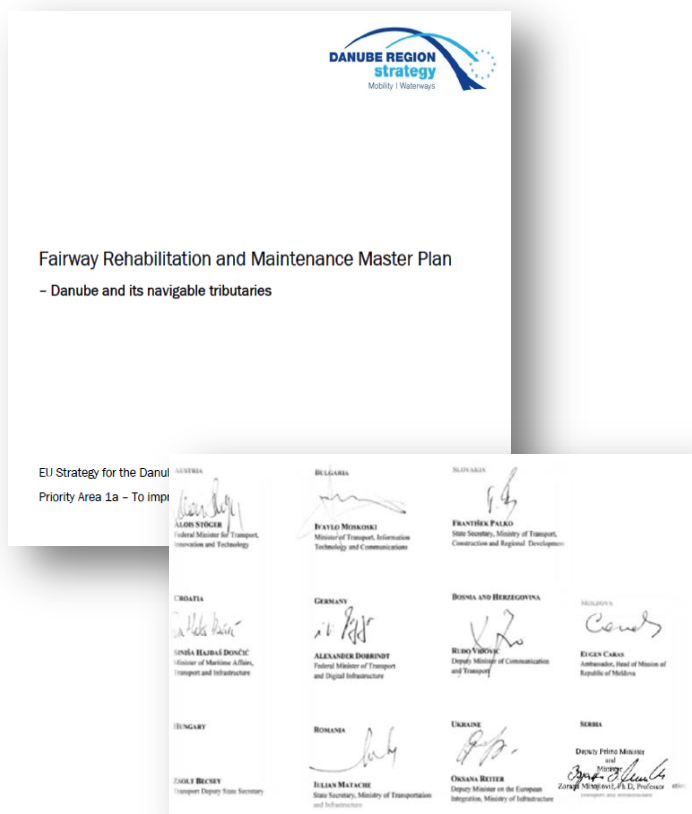 DANUBE REGION
strategy
Mobility | Waterways
Fairway Rehabilitation and Maintenance Master Plan
– Danube and its navigable tributaries
EU Strategy for the Danu
Priority Area 1a – To impr
AUSTRIA
ALOIS STÖGER
Federal Minister for Transport,
Innovation and Technology
BULGARIA
IVAYLO MOSKOSKI
Minister of Transport, Information
Technology and Communications
SLOVAKIA
FRANTIŠEK PALKO
State Secretary, Ministry of Transport,
Construction and Regional Development
CROATIA
SINIŠA HAJDAŠ DONČIĆ
Minister of Maritime Affairs,
Transport and Infrastructure
GERMANY
ALEXANDER DOBRINDT
Federal Minister of Transport
and Digital Infrastructure
BOSNIA AND HERZEGOVINA
RUDO VIDOVIĆ
Deputy Minister of Communication
and Transport
MOLDOVA
EUGEN CARAS
Ambassador, Head of Mission of
Republic of Moldova
HUNGARY
ZSOLT BECSEY
Transport Deputy State Secretary
ROMANIA
IULIAN MATACHE
State Secretary, Ministry of Transportation
and Infrastructure
UKRAINE
OKSANA REITER
Deputy Minister on the European
Integration, Ministry of Infrastructure
SERBIA
Deputy Prime Minister
and
Minister
Ph.D, Professor